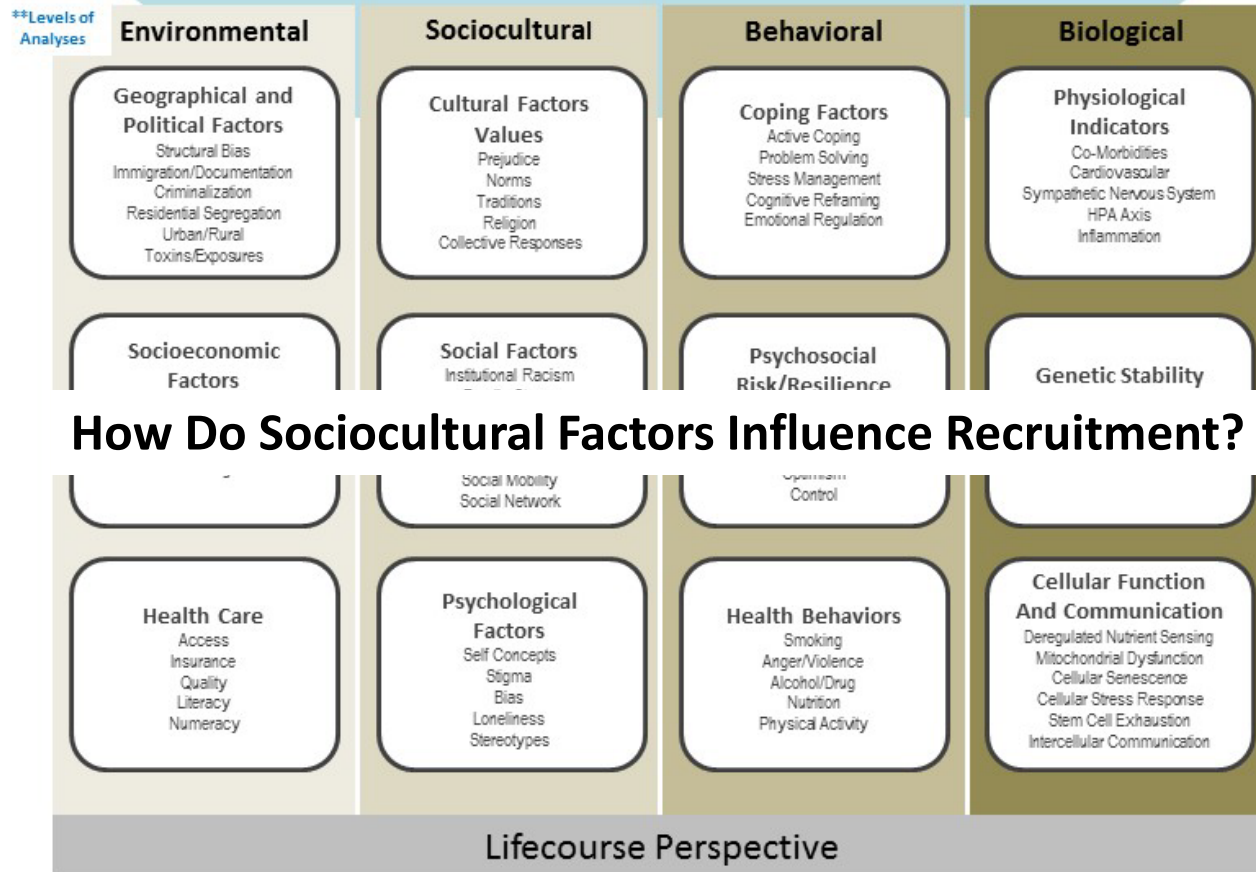 **Levels of
Analyses
Environmental
Geographical and
Political Factors
Structural Bias
Immigration/Documentation
Criminalization
Residential Segregation
Urban/Rural
Toxins/Exposures
Socioeconomic
Factors
Health Care
Access
Insurance
Quality
Literacy
Numeracy
Sociocultural
Cultural Factors
Values
Prejudice
Norms
Traditions
Religion
Collective Responses
Social Factors
Institutional Racism
Social Mobility
Social Network
Psychological
Factors
Self Concepts
Stigma
Bias
Loneliness
Stereotypes
Behavioral
Coping Factors
Active Coping
Problem Solving
Stress Management
Cognitive Reframing
Emotional Regulation
Psychosocial
Risk/Resilience
Optimism
Control
Health Behaviors
Smoking
Anger/Violence
Alcohol/Drug
Nutrition
Physical Activity
Biological
Physiological
Indicators
Co-Morbidities
Cardiovascular
Sympathetic Nervous System
HPA Axis
Inflammation
Genetic Stability
Cellular Function
And Communication
Deregulated Nutrient Sensing
Mitochondrial Dysfunction
Cellular Senescence
Cellular Stress Response
Stem Cell Exhaustion
Intercellular Communication
How Do Sociocultural Factors Influence Recruitment?
Lifecourse Perspective